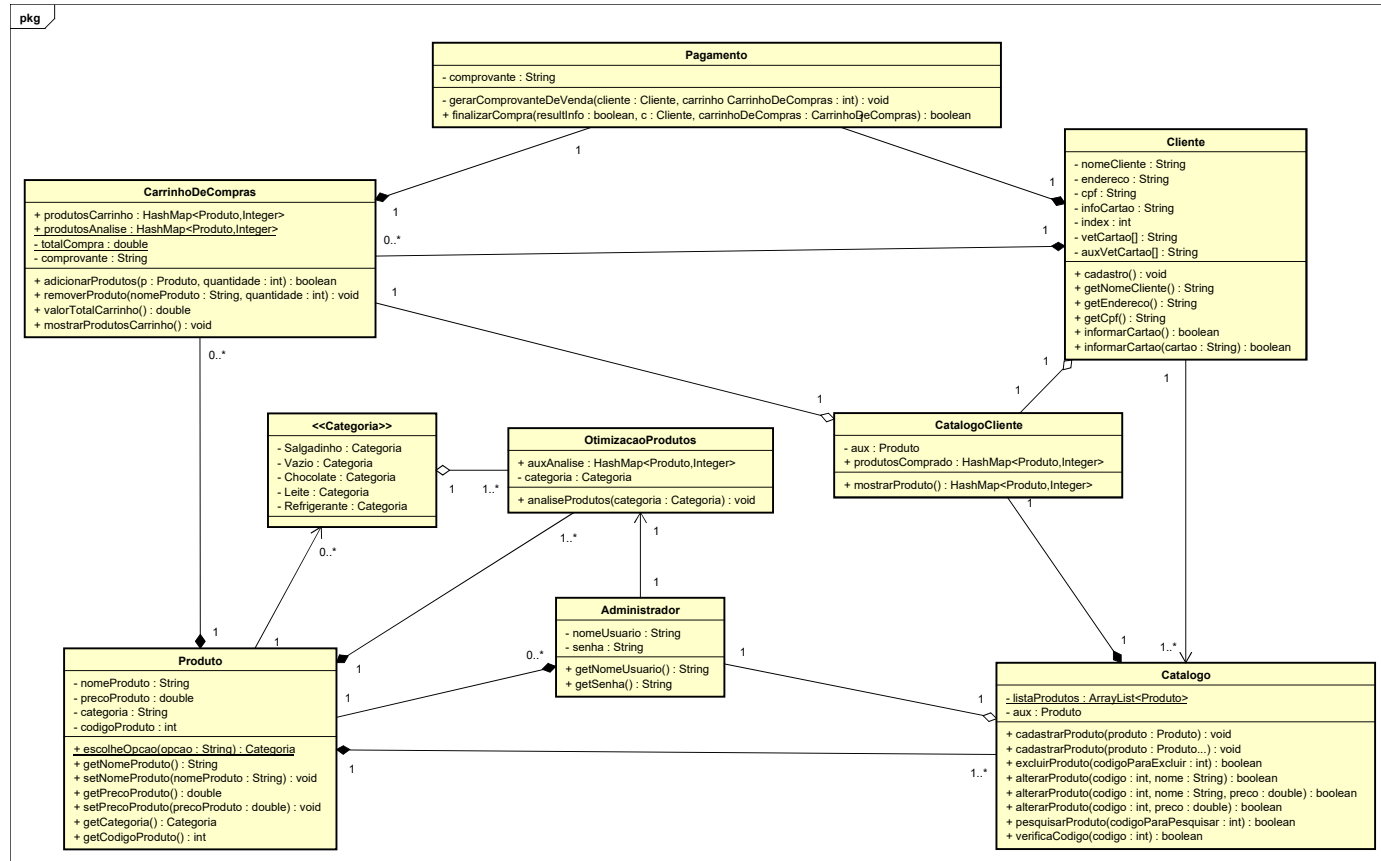 pkg
Pagamento
- comprovante : String
- gerarComprovanteDeVenda(cliente : Cliente, carrinho CarrinhoDeCompras : int) : void
+ finalizarCompra(resultInfo : boolean, c : Cliente, carrinhoDeCompras : CarrinhoDeCompras) : boolean
1
1
1
Cliente
- nomeCliente : String
- endereco : String
- cpf : String
- infoCartao : String
- index : int
- vetCartao[] : String
- auxVetCartao[] : String
+ cadastro() : void
+ getNomeCliente() : String
+ getEndereco() : String
+ getCpf() : String
+ informarCartao() : boolean
+ informarCartao(cartao : String) : boolean
CarrinhoDeCompras
+ produtosCarrinho : HashMap<Produto,Integer>
+ produtosAnalise : HashMap<Produto,Integer>
- totalCompra : double
- comprovante : String
+ adicionarProdutos(p : Produto, quantidade : int) : boolean
+ removerProduto(nomeProduto : String, quantidade : int) : void
+ valorTotalCarrinho() : double
+ mostrarProdutosCarrinho() : void
0..*
1
1
1
0..*
1
1
1
1
<<Categoria>>
- Salgadinho : Categoria
- Vazio : Categoria
- Chocolate : Categoria
- Leite : Categoria
- Refrigerante : Categoria
1
1..*
OtimizacaoProdutos
+ auxAnalise : HashMap<Produto,Integer>
- categoria : Categoria
+ analiseProdutos(categoria : Categoria) : void
CatalogoCliente
- aux : Produto
+ produtosComprado : HashMap<Produto,Integer>
+ mostrarProduto() : HashMap<Produto,Integer>
1
0..*
1..*
1
1
Administrador
- nomeUsuario : String
- senha : String
+ getNomeUsuario() : String
+ getSenha() : String
1
1
1
0..*
1
1
1
1
1..*
Produto
- nomeProduto : String
- precoProduto : double
- categoria : String
- codigoProduto : int
+ escolheOpcao(opcao : String) : Categoria
+ getNomeProduto() : String
+ setNomeProduto(nomeProduto : String) : void
+ getPrecoProduto() : double
+ setPrecoProduto(precoProduto : double) : void
+ getCategoria() : Categoria
+ getCodigoProduto() : int
1
1..*
Catalogo
- listaProdutos : ArrayList<Produto>
- aux : Produto
+ cadastrarProduto(produto : Produto) : void
+ cadastrarProduto(produto : Produto...) : void
+ excluirProduto(codigoParaExcluir : int) : boolean
+ alterarProduto(codigo : int, nome : String) : boolean
+ alterarProduto(codigo : int, nome : String, preco : double) : boolean
+ alterarProduto(codigo : int, preco : double) : boolean
+ pesquisarProduto(codigoParaPesquisar : int) : boolean
+ verificaCodigo(codigo : int) : boolean